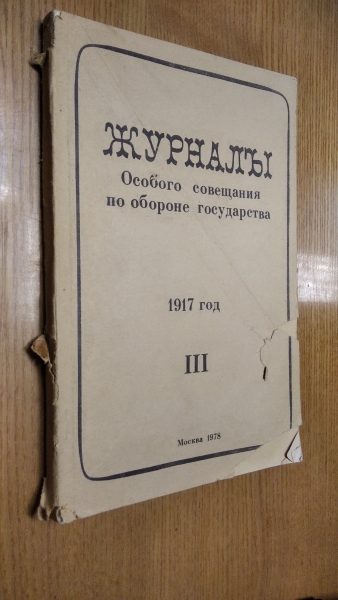 ЖУРНАЛЫ
Особого совещания
по обороне государства
1917 год
III
Москва 1978